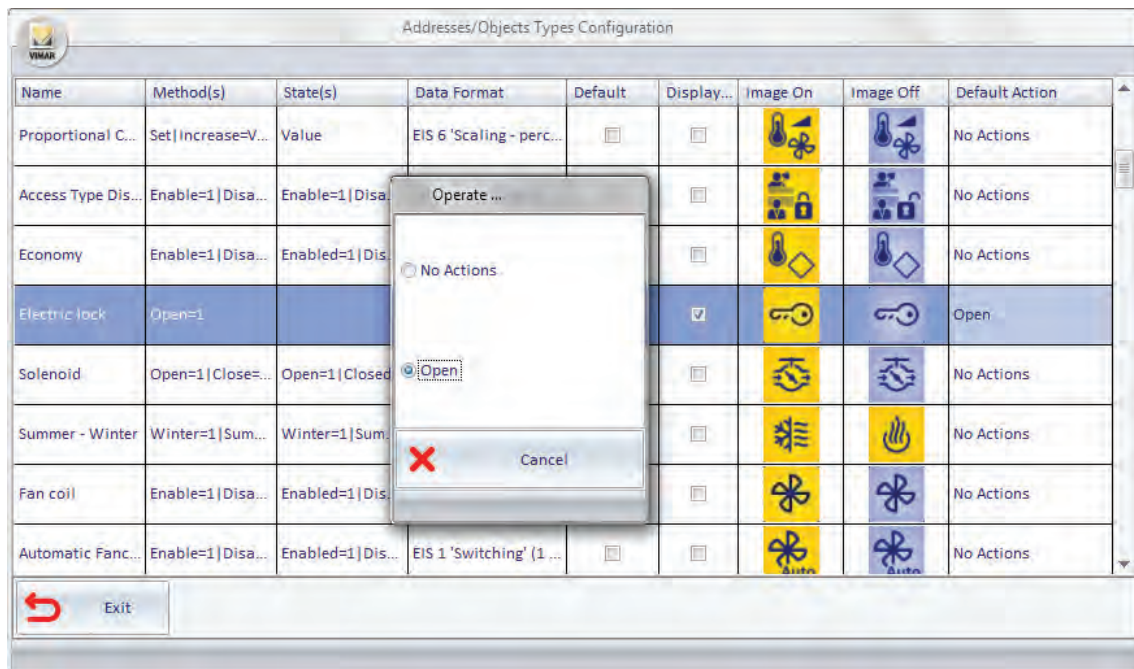 Addresses/Objects Types Configuration
VIMAR
Name Method(s) State(s) Data Format Default Display... Image On Image Off Default Action
Proportional C... Set|Increase=V... Value EIS 6 'Scaling - perc... No Actions
Access Type Dis... Enable=1|Disa... Enable=1|Disa. No Actions
Economy Enable=1|Disa... Enabled=1|Dis. No Actions
Electric lock Open=1 Open
Solenoid Open=1|Close=... Open=1|Closed No Actions
Summer - Winter Winter=1|Sum... Winter=1|Sum. No Actions
Fan coil Enable=1|Disa... Enabled=1|Dis. No Actions
Automatic Fanc... Enable=1|Disa... Enabled=1|Dis... EIS 1 'Switching' (1 ... Auto Auto No Actions
Operate ...
No Actions
Open
Cancel
Exit